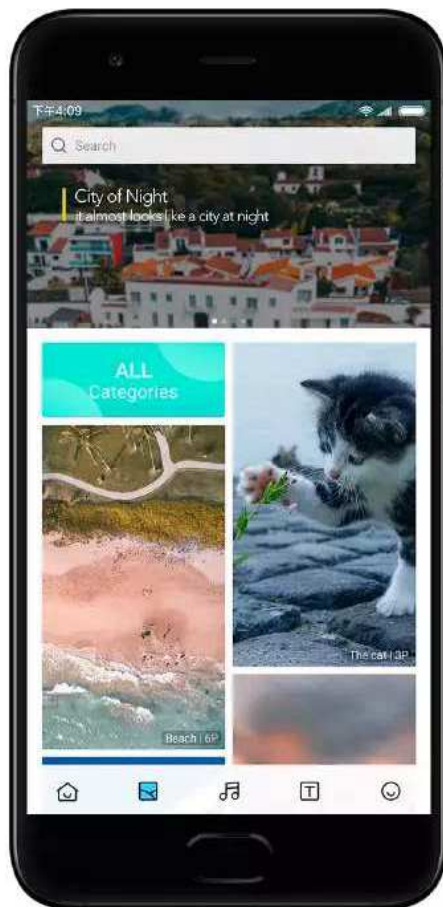 下午4:09
Search
City of Night
it almost looks like a city at night
ALL
Categories
The cat | 3P
Beach | 6P
T